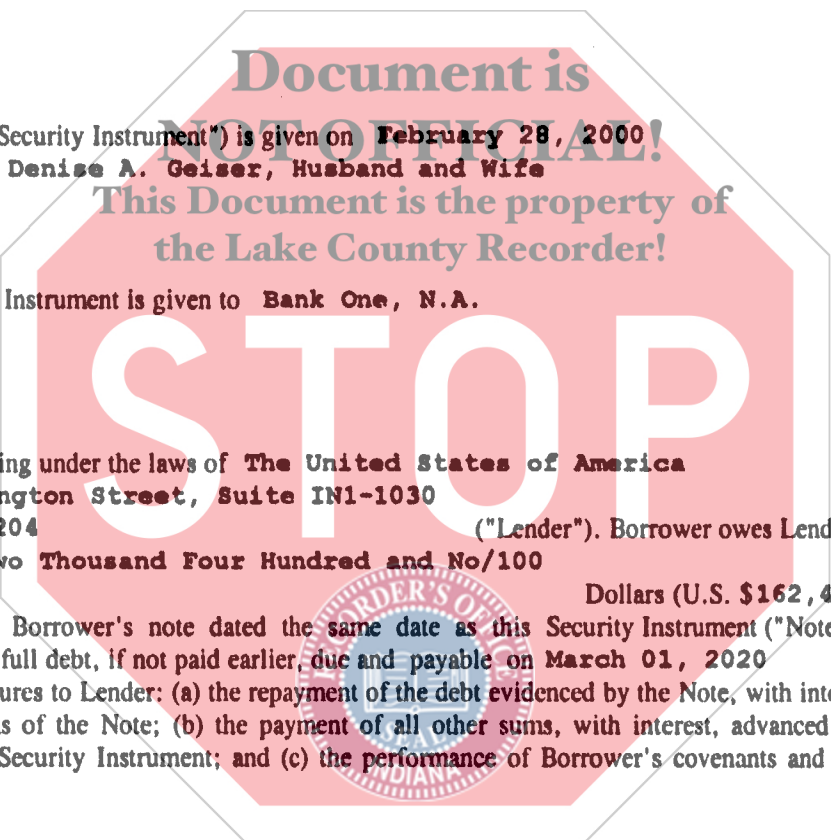 Document is
Security Instrument") is given on February 28, 2000
NOT OFFICIAL!
Denise A. Geiser, Husband and Wife
This Document is the property of
the Lake County Recorder!
Instrument is given to Bank One, N.A.
STOP
ing under the laws of The United States of America
ngton Street, Suite IN1-1030
204 ("Lender"). Borrower owes Lend
wo Thousand Four Hundred and No/100
Dollars (U.S. $162,4
Borrower's note dated the same date as this Security Instrument ("Note
full debt, if not paid earlier, due and payable on March 01, 2020
ures to Lender: (a) the repayment of the debt evidenced by the Note, with inte
s of the Note; (b) the payment of all other sums, with interest, advanced
Security Instrument; and (c) the performance of Borrower's covenants and
RECORDER'S OFFICE
SEAL
INDIANA